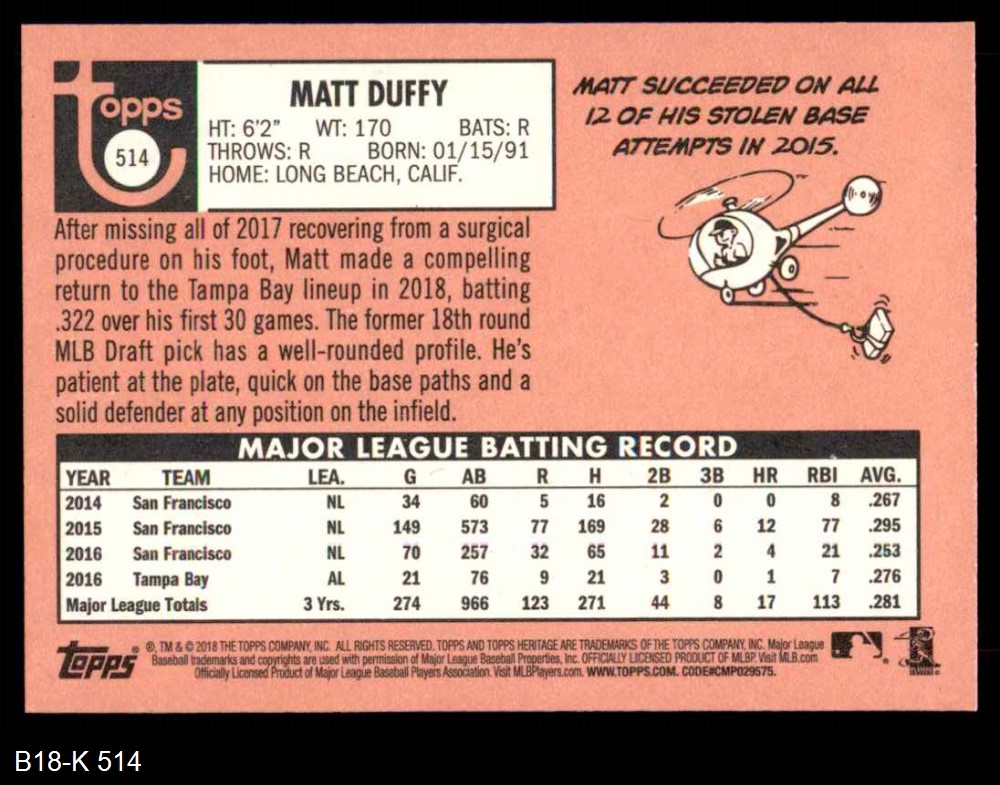 topps
514
MATT DUFFY
HT: 6'2" WT: 170 BATS: R
THROWS: R BORN: 01/15/91
HOME: LONG BEACH, CALIF.
MATT SUCCEEDED ON ALL
12 OF HIS STOLEN BASE
ATTEMPTS IN 2015.
After missing all of 2017 recovering from a surgical
procedure on his foot, Matt made a compelling
return to the Tampa Bay lineup in 2018, batting
.322 over his first 30 games. The former 18th round
MLB Draft pick has a well-rounded profile. He's
patient at the plate, quick on the base paths and a
solid defender at any position on the infield.
MAJOR LEAGUE BATTING RECORD
YEAR TEAM LEA. G AB R H 2B 3B HR RBI AVG.
2014 San Francisco NL 34 60 5 16 2 0 0 8 .267
2015 San Francisco NL 149 573 77 169 28 6 12 77 .295
2016 San Francisco NL 70 257 32 65 11 2 4 21 .253
2016 Tampa Bay AL 21 76 9 21 3 0 1 7 .276
Major League Totals 3 Yrs. 274 966 123 271 44 8 17 113 .281
topps® ®, TM & © 2018 THE TOPPS COMPANY, INC. ALL RIGHTS RESERVED. TOPPS AND TOPPS HERITAGE ARE TRADEMARKS OF THE TOPPS COMPANY, INC. Major League
Baseball trademarks and copyrights are used with permission of Major League Baseball Properties, Inc. OFFICIALLY LICENSED PRODUCT OF MLBP. Visit MLB.com
Officially Licensed Product of Major League Baseball Players Association. Visit MLBPlayers.com. WWW.TOPPS.COM. CODE#CMP029575.
B18-K 514